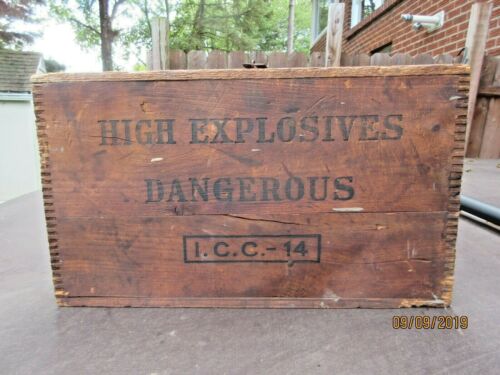 HIGH EXPLOSIVES
DANGEROUS
I.C.C.-14
09/09/2019